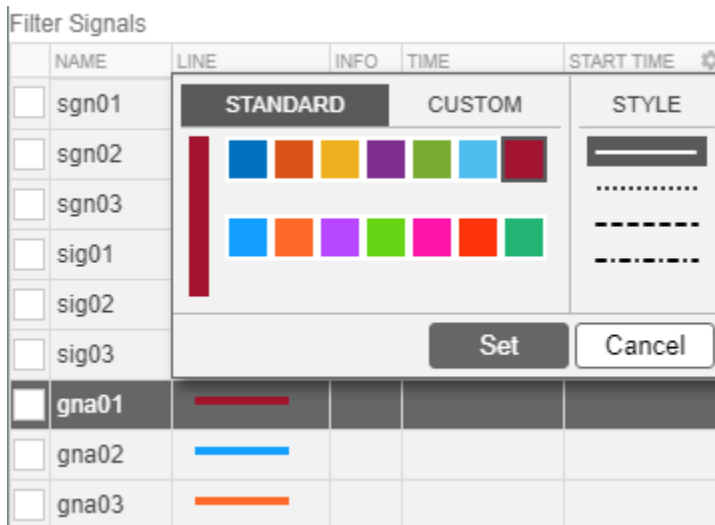 Filter Signals
NAME LINE INFO TIME START TIME
sgn01
sgn02
sgn03
sig01
sig02
sig03
gna01
gna02
gna03
STANDARD CUSTOM STYLE
Set Cancel